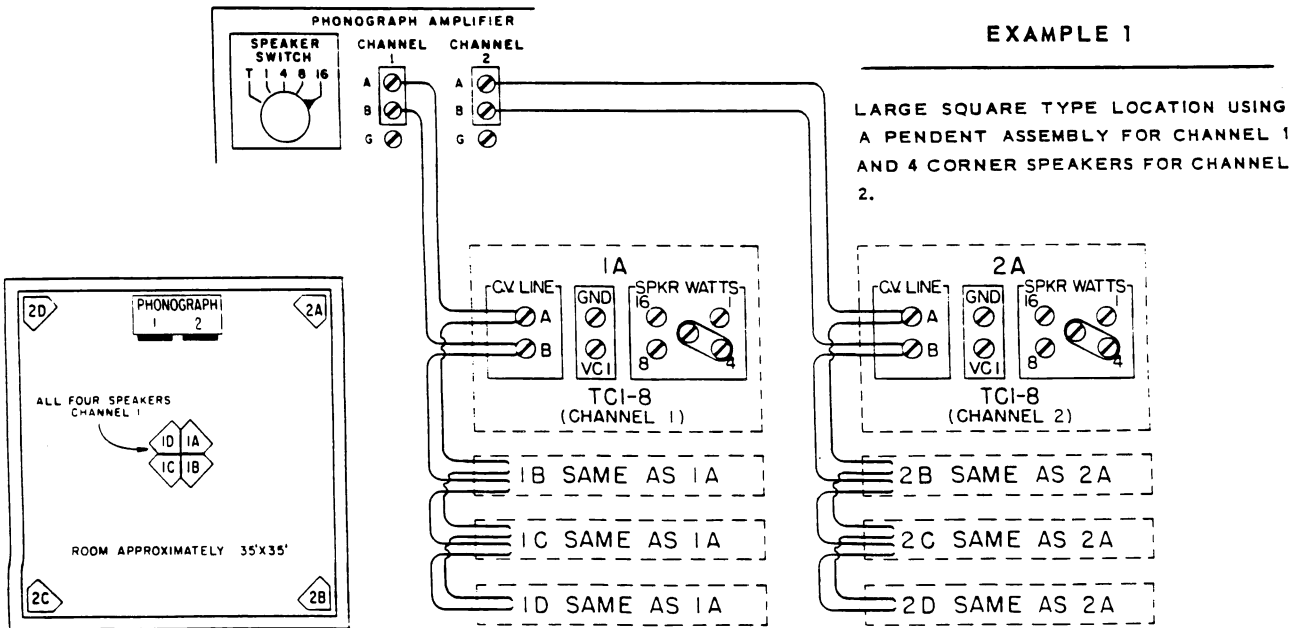 PHONOGRAPH AMPLIFIER
SPEAKER SWITCH
T 1 4 8 16
CHANNEL 1
A
B
G
CHANNEL 2
A
B
G
EXAMPLE 1
LARGE SQUARE TYPE LOCATION USING
A PENDENT ASSEMBLY FOR CHANNEL 1
AND 4 CORNER SPEAKERS FOR CHANNEL
2.
2D
PHONOGRAPH
1 2
2A
ALL FOUR SPEAKERS
CHANNEL 1
1D 1A
1C 1B
ROOM APPROXIMATELY 35'X35'
2C
2B
1A
C.V. LINE
A
B
GND
VC1
SPKR WATTS
16 1
8 4
TC1-8
(CHANNEL 1)
1B SAME AS 1A
1C SAME AS 1A
1D SAME AS 1A
2A
C.V. LINE
A
B
GND
VC1
SPKR WATTS
16 1
8 4
TC1-8
(CHANNEL 2)
2B SAME AS 2A
2C SAME AS 2A
2D SAME AS 2A